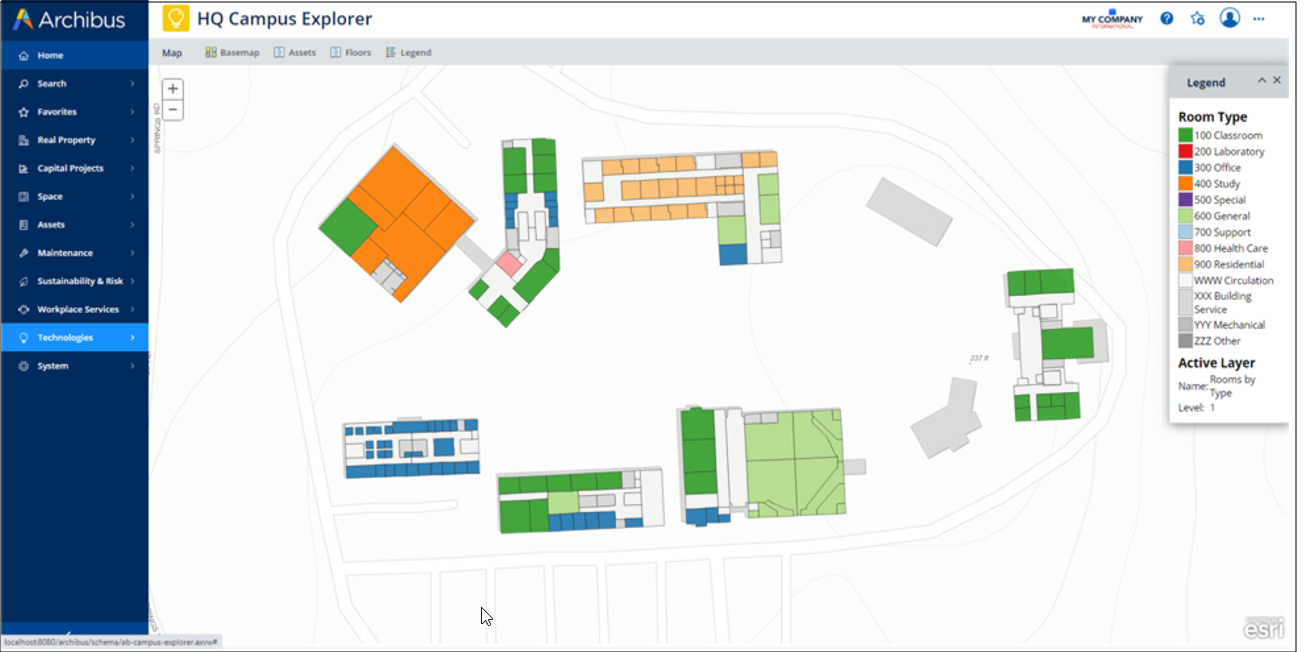 Archibus
HQ Campus Explorer
MY COMPANY
INTERNATIONAL
Home
Search
Favorites
Real Property
Capital Projects
Space
Assets
Maintenance
Sustainability & Risk
Workplace Services
Technologies
System
Map
Basemap
Assets
Floors
Legend
+
−
SPRINGS RD
237 ft
Legend
Room Type
100 Classroom
200 Laboratory
300 Office
400 Study
500 Special
600 General
700 Support
800 Health Care
900 Residential
WWW Circulation
XXX Building
Service
YYY Mechanical
ZZZ Other
Active Layer
Name: Rooms by
Type
Level: 1
localhost:8080/archibus/schema/ab-campus-explorer.axvw#
esri